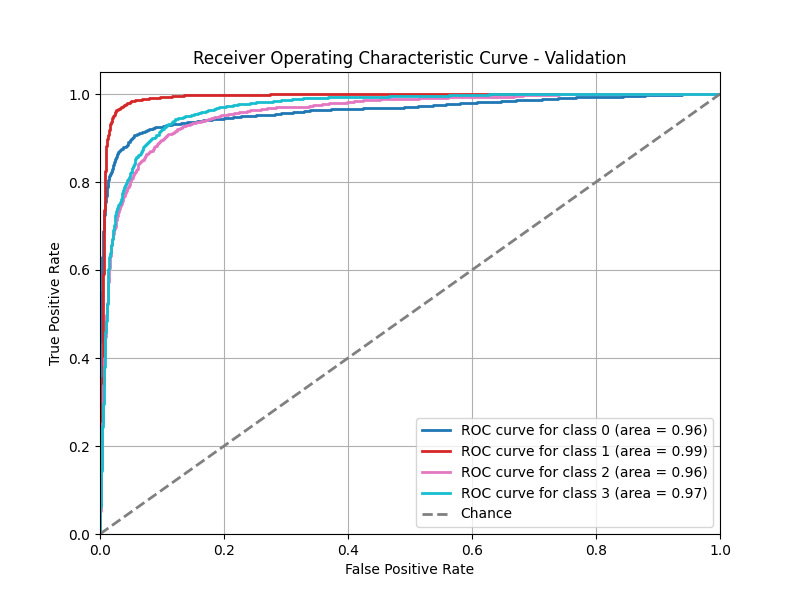 Receiver Operating Characteristic Curve - Validation
1.0
0.8
0.6
0.4
0.2
0.0
True Positive Rate
ROC curve for class 0 (area = 0.96)
ROC curve for class 1 (area = 0.99)
ROC curve for class 2 (area = 0.96)
ROC curve for class 3 (area = 0.97)
Chance
0.0 0.2 0.4 0.6 0.8 1.0
False Positive Rate